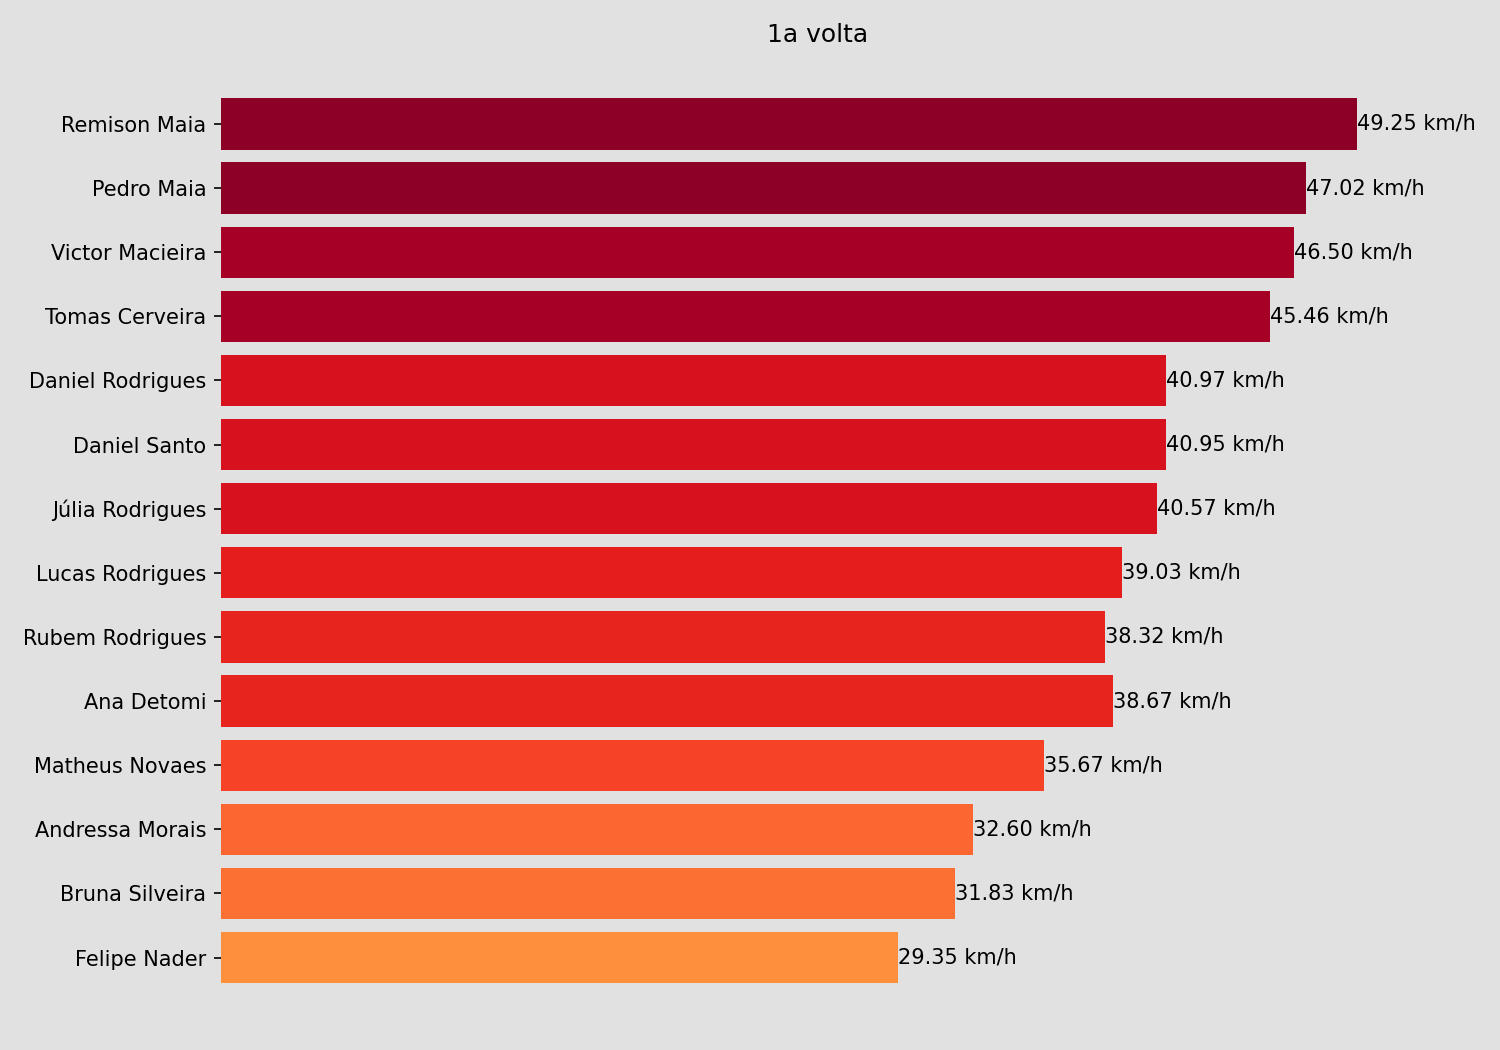 1a volta
Remison Maia 49.25 km/h
Pedro Maia 47.02 km/h
Victor Macieira 46.50 km/h
Tomas Cerveira 45.46 km/h
Daniel Rodrigues 40.97 km/h
Daniel Santo 40.95 km/h
Júlia Rodrigues 40.57 km/h
Lucas Rodrigues 39.03 km/h
Rubem Rodrigues 38.32 km/h
Ana Detomi 38.67 km/h
Matheus Novaes 35.67 km/h
Andressa Morais 32.60 km/h
Bruna Silveira 31.83 km/h
Felipe Nader 29.35 km/h